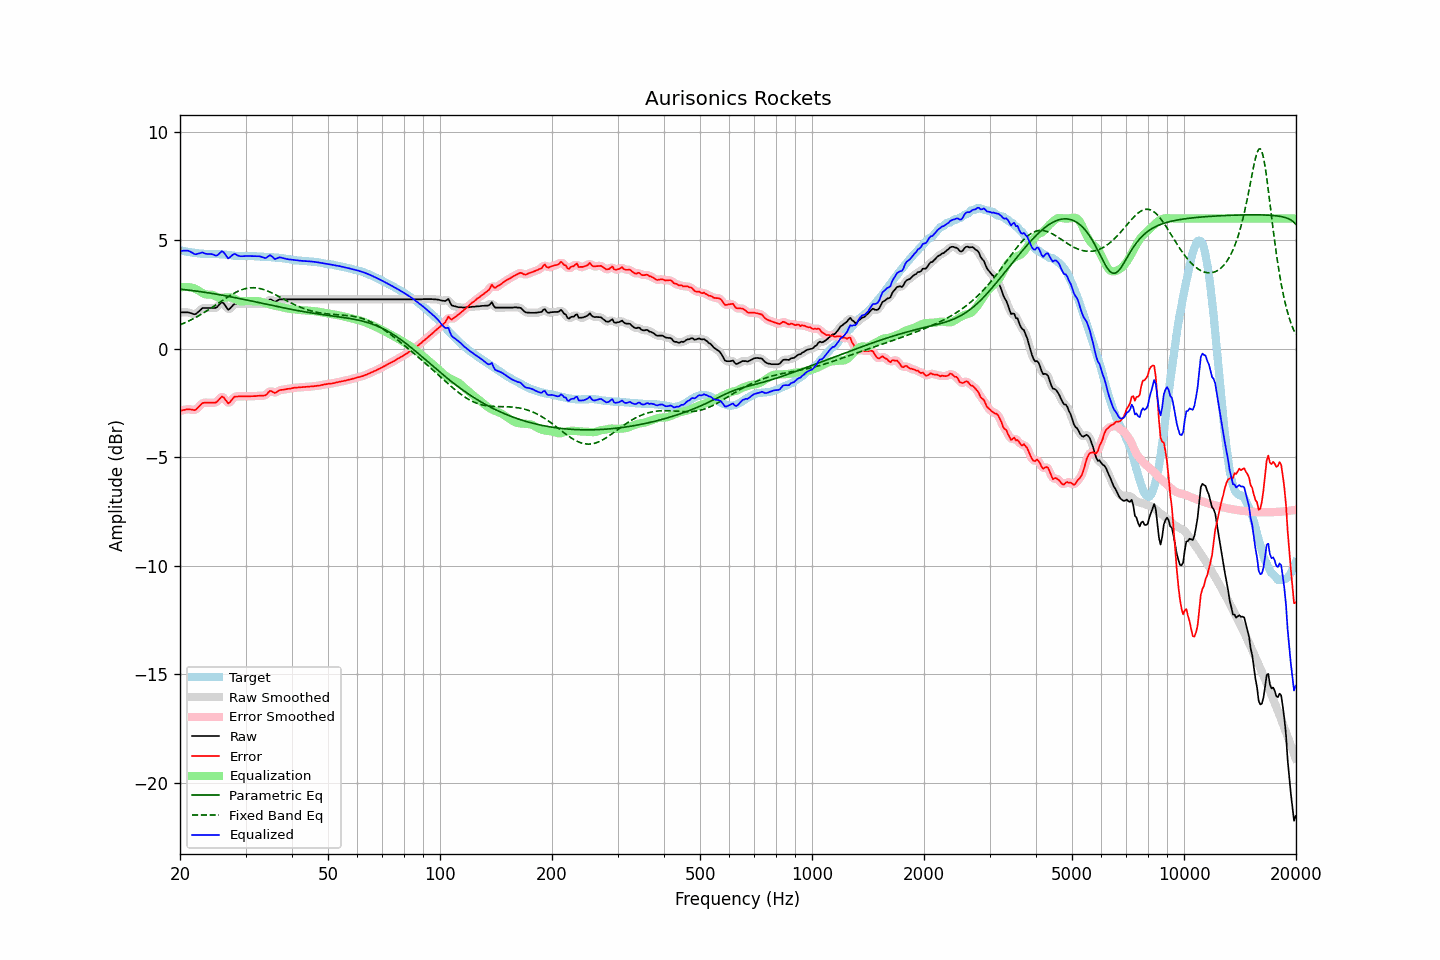 Aurisonics Rockets
10
5
0
−5
−10
−15
−20
Amplitude (dBr)
Target
Raw Smoothed
Error Smoothed
Raw
Error
Equalization
Parametric Eq
Fixed Band Eq
Equalized
20 50 100 200 500 1000 2000 5000 10000 20000
Frequency (Hz)